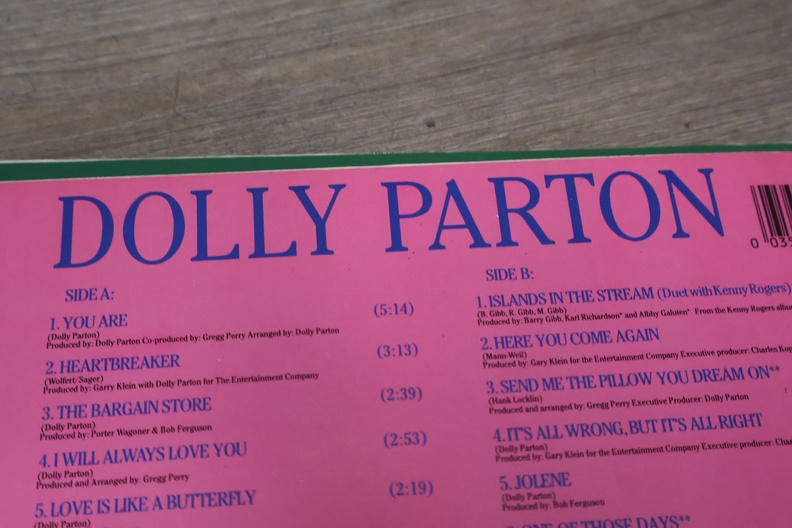 DOLLY PARTON
0 035
SIDE A:
1. YOU ARE (5:14)
(Dolly Parton)
Produced by: Dolly Parton Co-produced by: Gregg Perry Arranged by: Dolly Parton
2. HEARTBREAKER (3:13)
(Wolfert/Sager)
Produced by: Garry Klein with Dolly Parton for The Entertainment Company
3. THE BARGAIN STORE (2:39)
(Dolly Parton)
Produced by: Porter Wagoner & Bob Ferguson
4. I WILL ALWAYS LOVE YOU (2:53)
(Dolly Parton)
Produced and Arranged by: Gregg Perry
5. LOVE IS LIKE A BUTTERFLY (2:19)
(Dolly Parton)
SIDE B:
1. ISLANDS IN THE STREAM (Duet with Kenny Rogers)
(B. Gibb, R. Gibb, M. Gibb)
Produced by: Barry Gibb, Karl Richardson* and Albby Galuten* From the Kenny Rogers album
2. HERE YOU COME AGAIN
(Mann-Weil)
Produced by: Gary Klein for the Entertainment Company Executive producer: Charles Kop
3. SEND ME THE PILLOW YOU DREAM ON**
(Hank Locklin)
Produced and arranged by: Gregg Perry Executive Producer: Dolly Parton
4. IT'S ALL WRONG, BUT IT'S ALL RIGHT
(Dolly Parton)
Produced by: Gary Klein for the Entertainment Company Executive producer: Char
5. JOLENE
(Dolly Parton)
Produced by: Bob Ferguson
ONE OF THOSE DAYS**